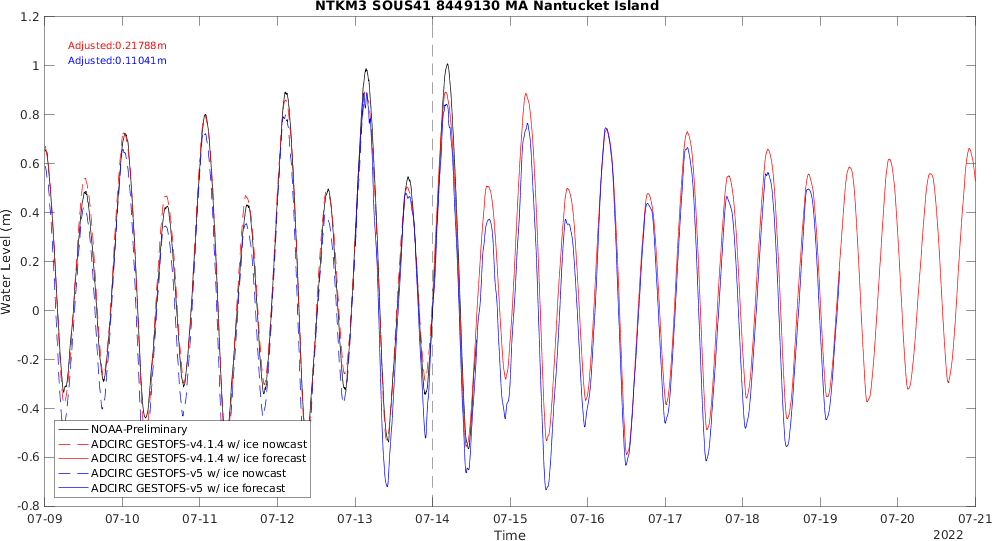 NTKM3 SOUS41 8449130 MA Nantucket Island
1.2
1
0.8
0.6
0.4
0.2
0
-0.2
-0.4
-0.6
-0.8
Water Level (m)
Adjusted:0.21788m
Adjusted:0.11041m
NOAA-Preliminary
ADCIRC GESTOFS-v4.1.4 w/ ice nowcast
ADCIRC GESTOFS-v4.1.4 w/ ice forecast
ADCIRC GESTOFS-v5 w/ ice nowcast
ADCIRC GESTOFS-v5 w/ ice forecast
07-09 07-10 07-11 07-12 07-13 07-14 07-15 07-16 07-17 07-18 07-19 07-20 07-21
Time
2022